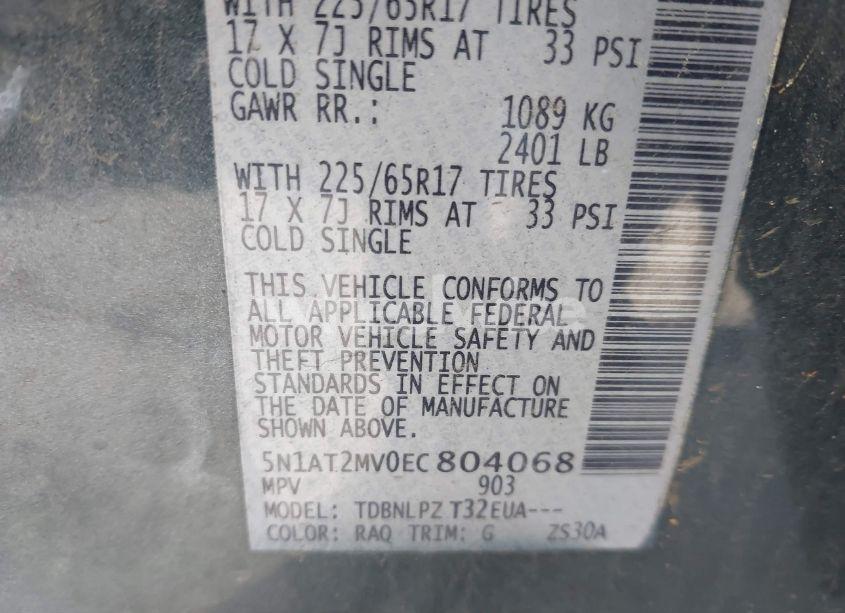 WITH 225/65R17 TIRES
17 X 7J RIMS AT 33 PSI
COLD SINGLE
GAWR RR.: 1089 KG
2401 LB
WITH 225/65R17 TIRES
17 X 7J RIMS AT 33 PSI
COLD SINGLE
THIS VEHICLE CONFORMS TO
ALL APPLICABLE FEDERAL
MOTOR VEHICLE SAFETY AND
THEFT PREVENTION
STANDARDS IN EFFECT ON
THE DATE OF MANUFACTURE
SHOWN ABOVE.
5N1AT2MV0EC804068
MPV 903
MODEL: TDBNLPZ T32EUA---
COLOR: RAQ TRIM: G ZS30A